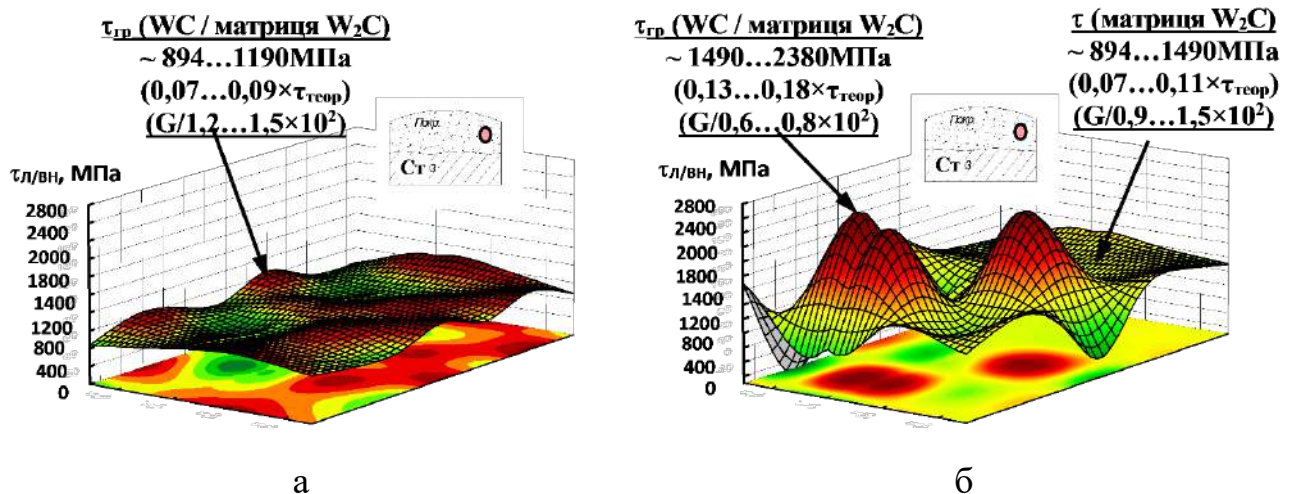 τгр (WC / матриця W₂C)
~ 894…1190МПа
(0,07…0,09×τтеор)
(G/1,2…1,5×10²)
Покр.
Ст 3
τл/вн, МПа
2800
2400
2000
1800
1400
1200
800
400
0
а
τгр (WC / матриця W₂C)
~ 1490…2380МПа
(0,13…0,18×τтеор)
(G/0,6…0,8×10²)
τ (матриця W₂C)
~ 894…1490МПа
(0,07…0,11×τтеор)
(G/0,9…1,5×10²)
Покр.
Ст 3
τл/вн, МПа
2800
2400
2000
1800
1400
1200
800
400
0
б